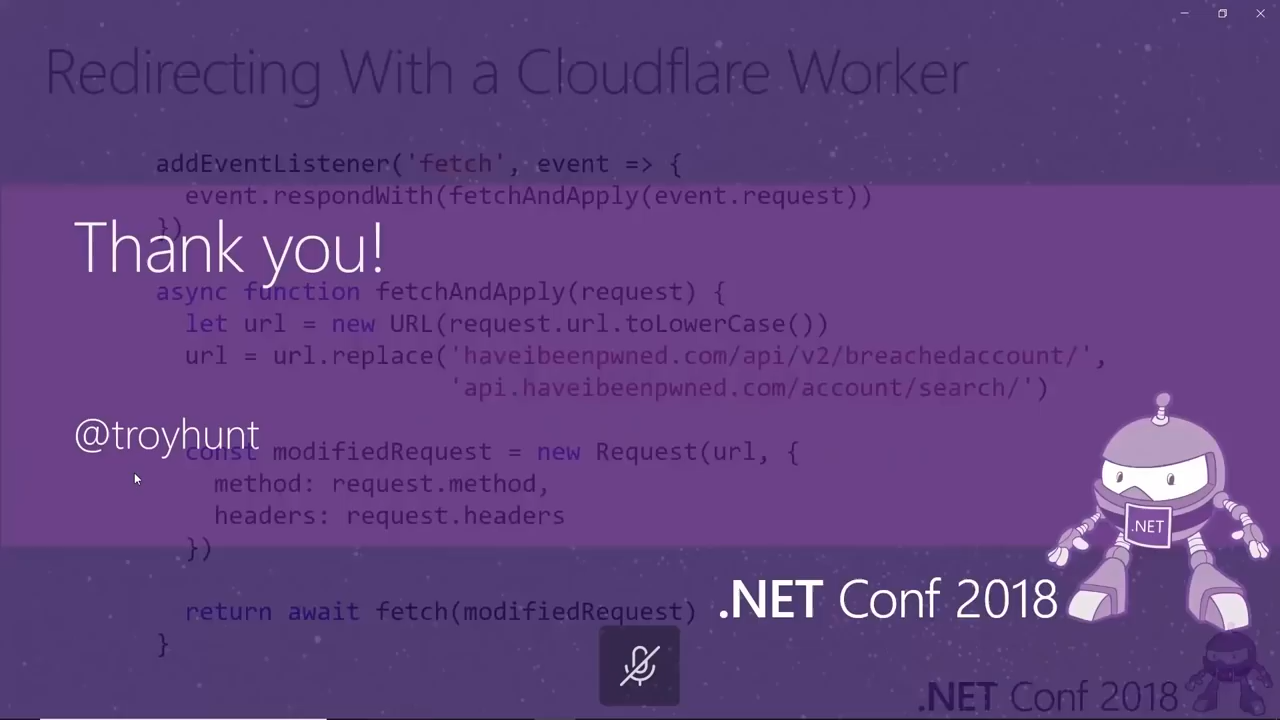 Redirecting With a Cloudflare Worker
addEventListener('fetch', event => {
event.respondWith(fetchAndApply(event.request))
})
Thank you!
async function fetchAndApply(request) {
let url = new URL(request.url.toLowerCase())
url = url.replace('haveibeenpwned.com/api/v2/breachedaccount/',
'api.haveibeenpwned.com/account/search/')
@troyhunt
const modifiedRequest = new Request(url, {
method: request.method,
headers: request.headers
})
.NET
.NET Conf 2018
return await fetch(modifiedRequest)
}
.NET Conf 2018